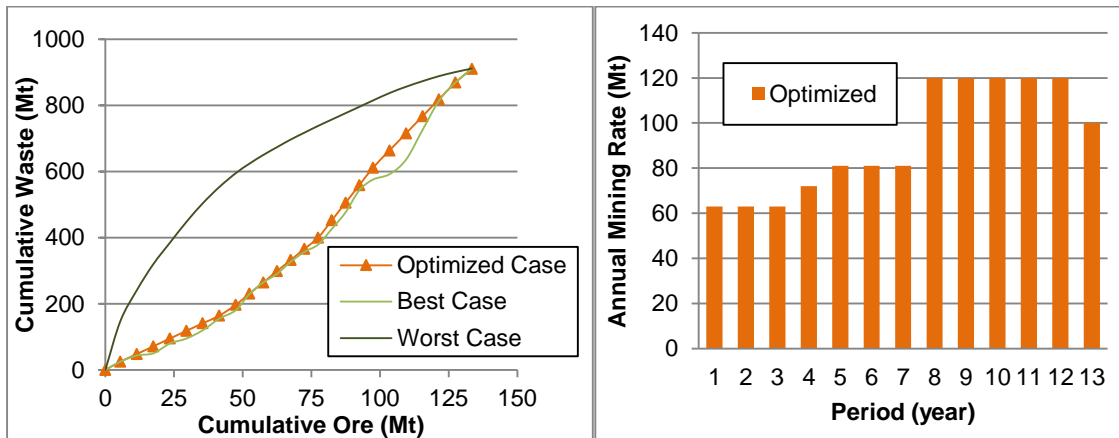 1000
800
600
400
200
0
Cumulative Waste (Mt)
0 25 50 75 100 125 150
Cumulative Ore (Mt)
Optimized Case
Best Case
Worst Case
140
120
100
80
60
40
20
0
Annual Mining Rate (Mt)
Optimized
1 2 3 4 5 6 7 8 9 10 11 12 13
Period (year)